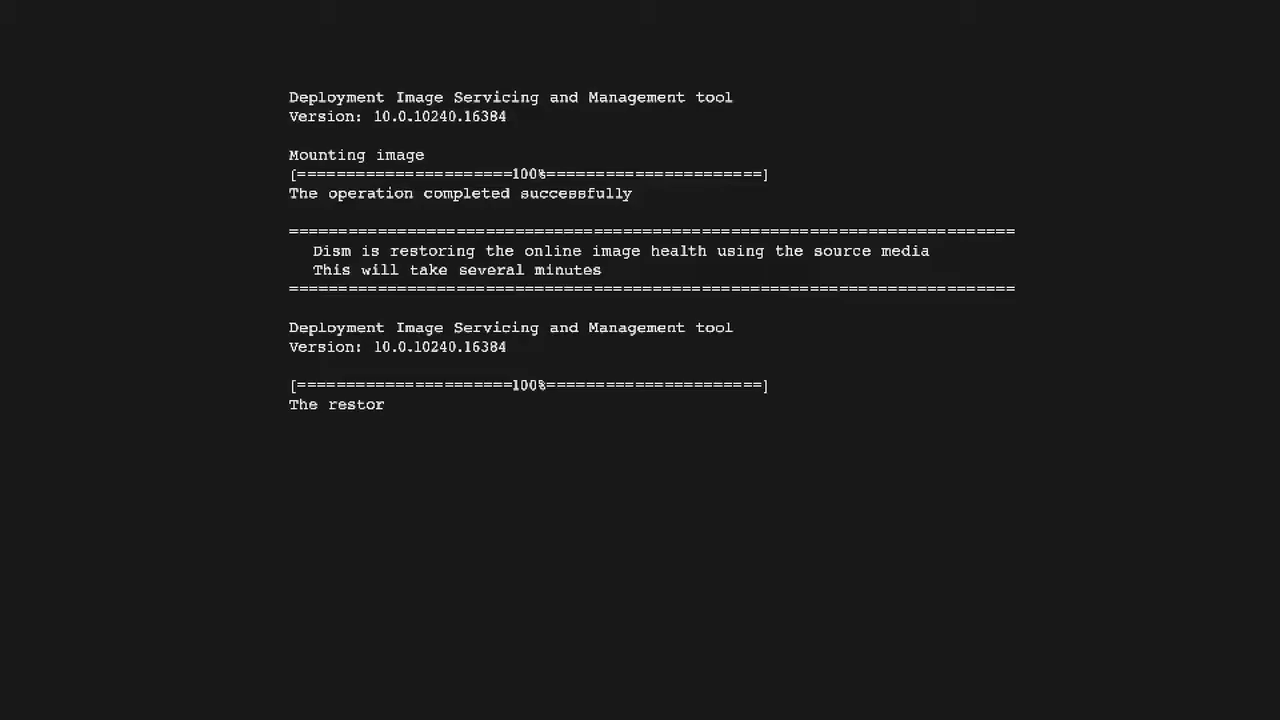 Deployment Image Servicing and Management tool
Version: 10.0.10240.16384
Mounting image
[======================100%======================]
The operation completed successfully
===========================================================================
Dism is restoring the online image health using the source media
This will take several minutes
===========================================================================
Deployment Image Servicing and Management tool
Version: 10.0.10240.16384
[======================100%======================]
The restor